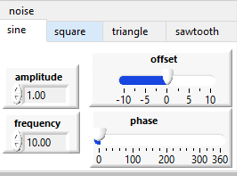 noise
sine square triangle sawtooth
amplitude
1.00
offset
-10 -5 0 5 10
frequency
10.00
phase
0 100 200 300 360